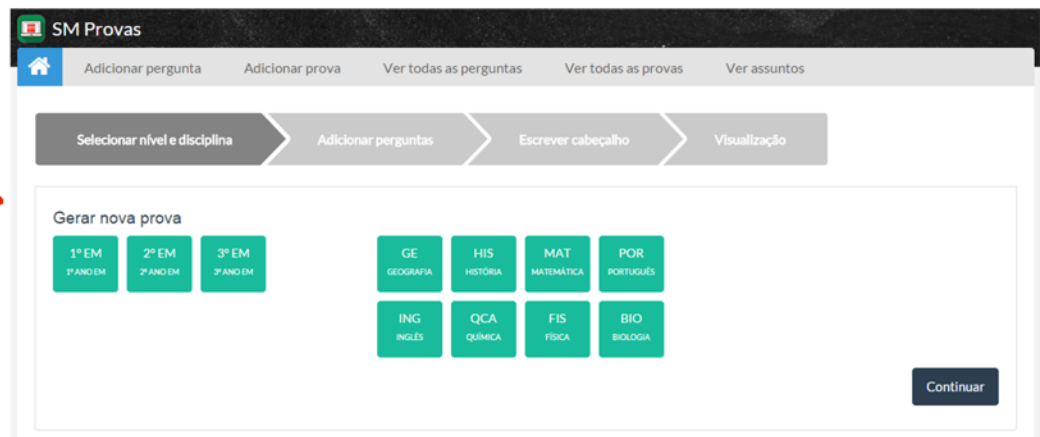 SM Provas
Adicionar pergunta Adicionar prova Ver todas as perguntas Ver todas as provas Ver assuntos
Selecionar nível e disciplina Adicionar perguntas Escrever cabeçalho Visualização
Gerar nova prova
1º EM 2º EM 3º EM GE HIS MAT POR
1º ANO EM 2º ANO EM 3º ANO EM GEOGRAFIA HISTÓRIA MATEMÁTICA PORTUGUÊS
ING QCA FIS BIO
INGLÊS QUÍMICA FÍSICA BIOLOGIA
Continuar